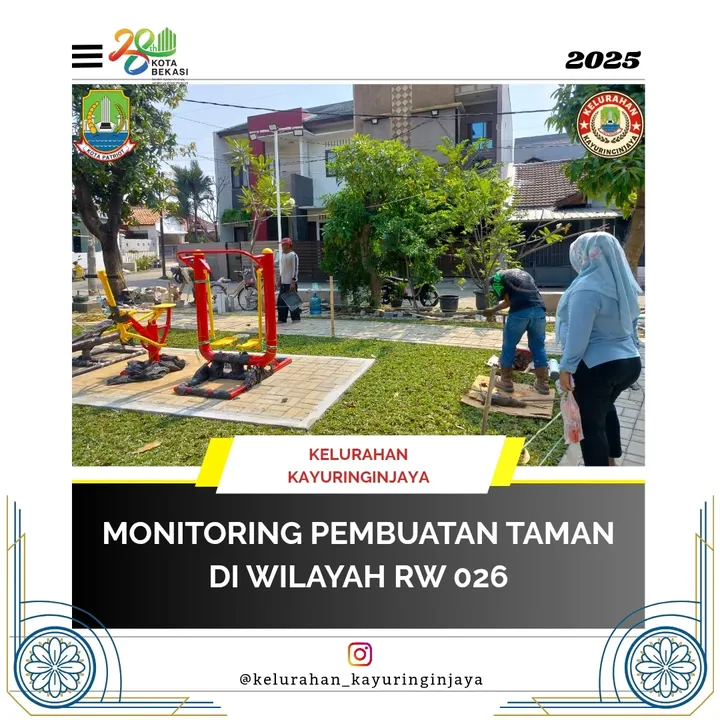 28th
KOTA
BEKASI
2025
KOTA PATRIOT
KELURAHAN
KAYURINGINJAYA
KELURAHAN
KAYURINGINJAYA
MONITORING PEMBUATAN TAMAN
DI WILAYAH RW 026
@kelurahan_kayuringinjaya